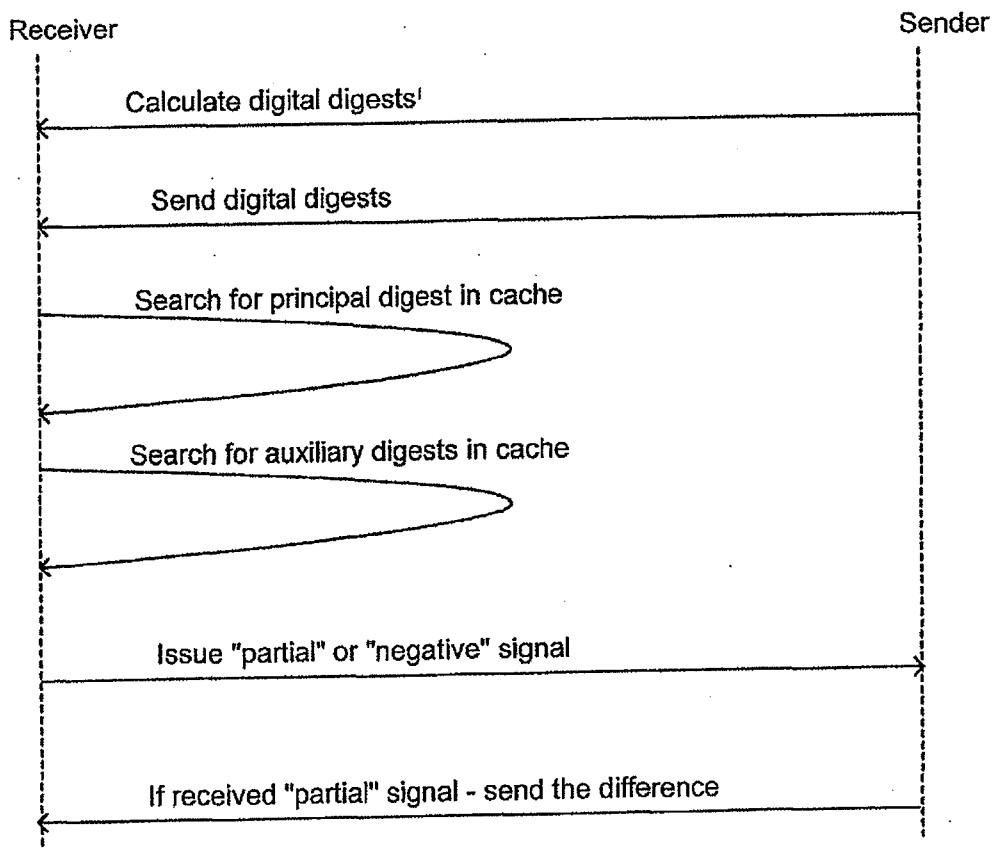 Receiver
Sender
Calculate digital digests
Send digital digests
Search for principal digest in cache
Search for auxiliary digests in cache
Issue "partial" or "negative" signal
If received "partial" signal - send the difference